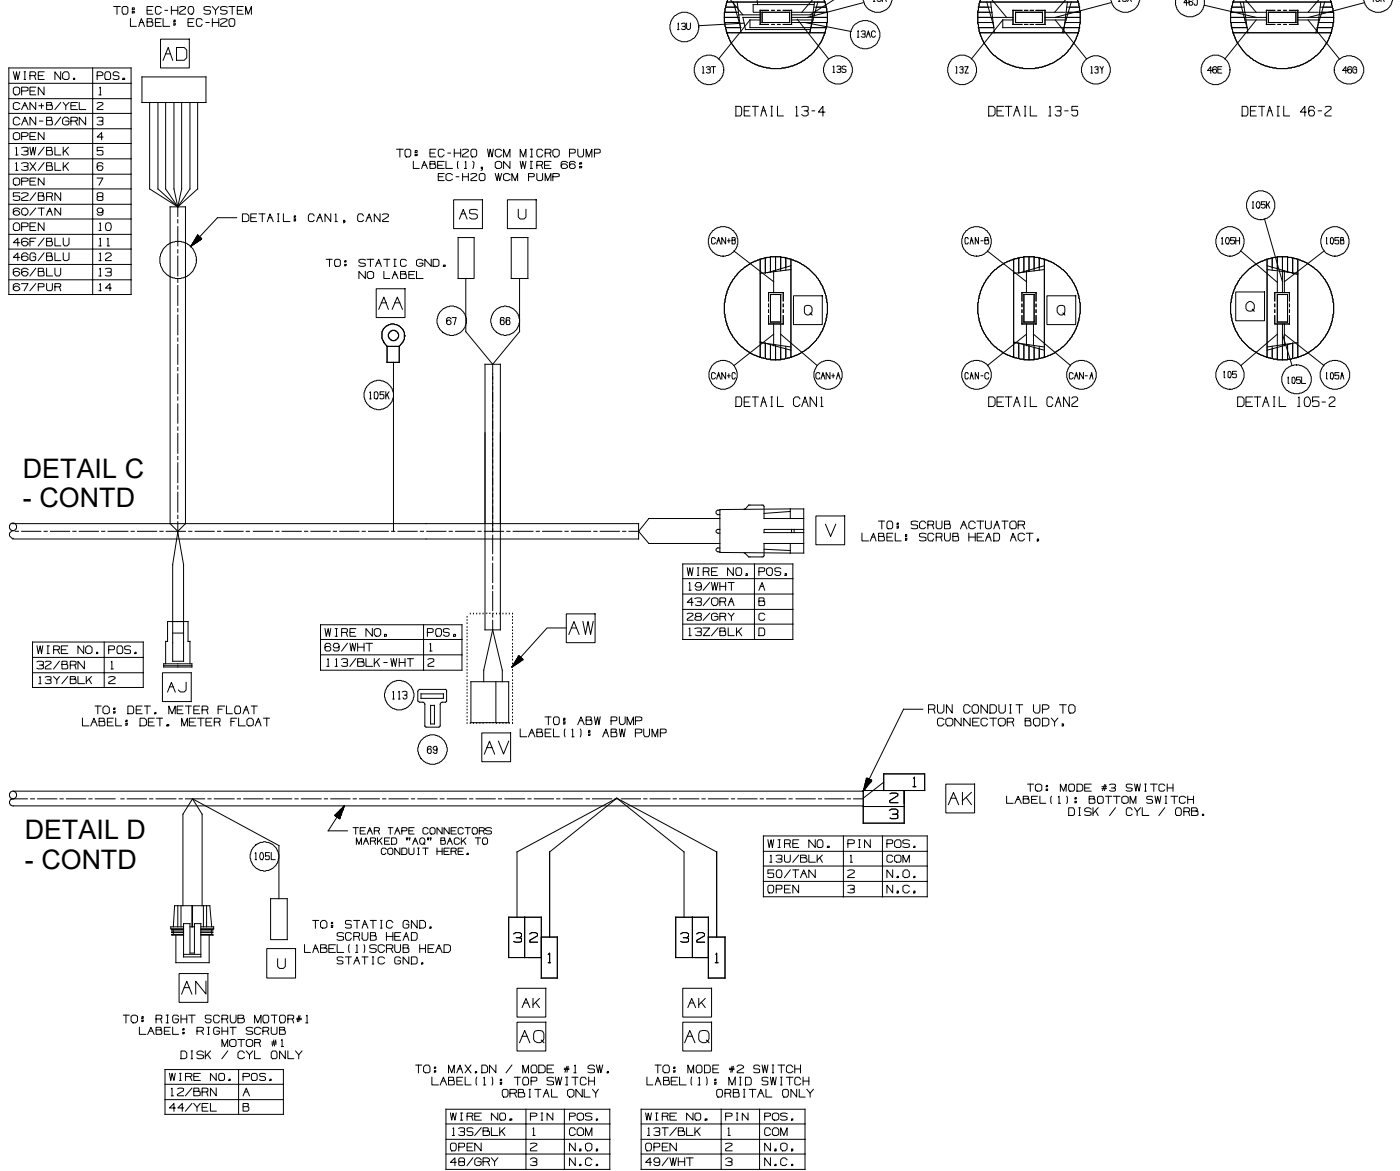 TO: EC-H2O SYSTEM
LABEL: EC-H2O
AD
WIRE NO. POS.
OPEN 1
CAN+B/YEL 2
CAN-B/GRN 3
OPEN 4
13W/BLK 5
13X/BLK 6
OPEN 7
52/BRN 8
60/TAN 9
OPEN 10
46F/BLU 11
46G/BLU 12
66/BLU 13
67/PUR 14
DETAIL: CAN1, CAN2
TO: STATIC GND.
NO LABEL
AA
105K
TO: EC-H2O WCM MICRO PUMP
LABEL(1), ON WIRE 66:
EC-H2O WCM PUMP
AS U
67 66
13U 13AC
13T 13S
DETAIL 13-4
13Z 13Y
DETAIL 13-5
46J
46E 46G
DETAIL 46-2
CAN+B
Q
CAN+C CAN+A
DETAIL CAN1
CAN-B
Q
CAN-C CAN-A
DETAIL CAN2
105K
105H 105B
Q
105 105L 105A
DETAIL 105-2
DETAIL C
- CONTD
V
TO: SCRUB ACTUATOR
LABEL: SCRUB HEAD ACT.
WIRE NO. POS.
19/WHT A
43/ORA B
28/GRY C
13Z/BLK D
WIRE NO. POS.
32/BRN 1
13Y/BLK 2
AJ
TO: DET. METER FLOAT
LABEL: DET. METER FLOAT
WIRE NO. POS.
69/WHT 1
113/BLK-WHT 2
113
69
AW
AV
TO: ABW PUMP
LABEL(1): ABW PUMP
RUN CONDUIT UP TO
CONNECTOR BODY.
DETAIL D
- CONTD
TEAR TAPE CONNECTORS
MARKED "AQ" BACK TO
CONDUIT HERE.
1
2
3
AK
TO: MODE #3 SWITCH
LABEL(1): BOTTOM SWITCH
DISK / CYL / ORB.
WIRE NO. PIN POS.
13U/BLK 1 COM
50/TAN 2 N.O.
OPEN 3 N.C.
105L
U
TO: STATIC GND.
SCRUB HEAD
LABEL(1)SCRUB HEAD
STATIC GND.
AN
TO: RIGHT SCRUB MOTOR#1
LABEL: RIGHT SCRUB
MOTOR #1
DISK / CYL ONLY
WIRE NO. POS.
12/BRN A
44/YEL B
3 2 1
AK
AQ
TO: MAX.DN / MODE #1 SW.
LABEL(1): TOP SWITCH
ORBITAL ONLY
WIRE NO. PIN POS.
13S/BLK 1 COM
OPEN 2 N.O.
48/GRY 3 N.C.
3 2 1
AK
AQ
TO: MODE #2 SWITCH
LABEL(1): MID SWITCH
ORBITAL ONLY
WIRE NO. PIN POS.
13T/BLK 1 COM
OPEN 2 N.O.
49/WHT 3 N.C.